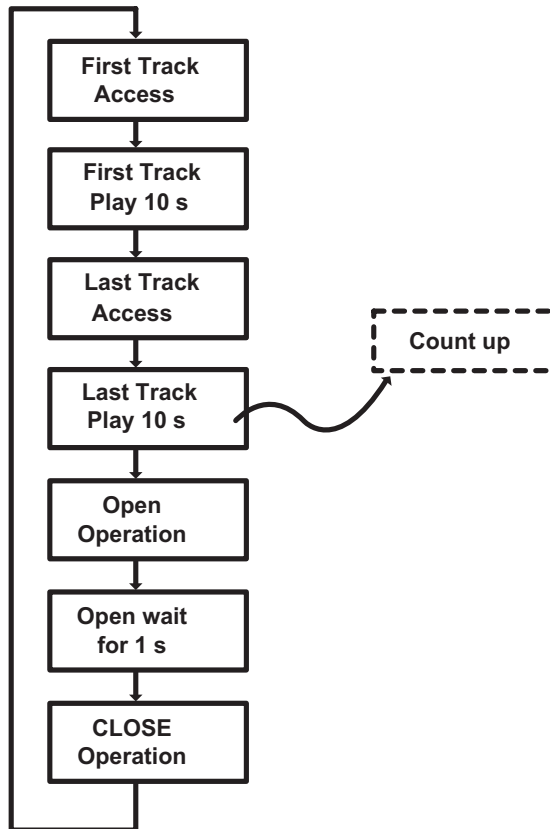 First Track
Access
First Track
Play 10 s
Last Track
Access
Count up
Last Track
Play 10 s
Open
Operation
Open wait
for 1 s
CLOSE
Operation